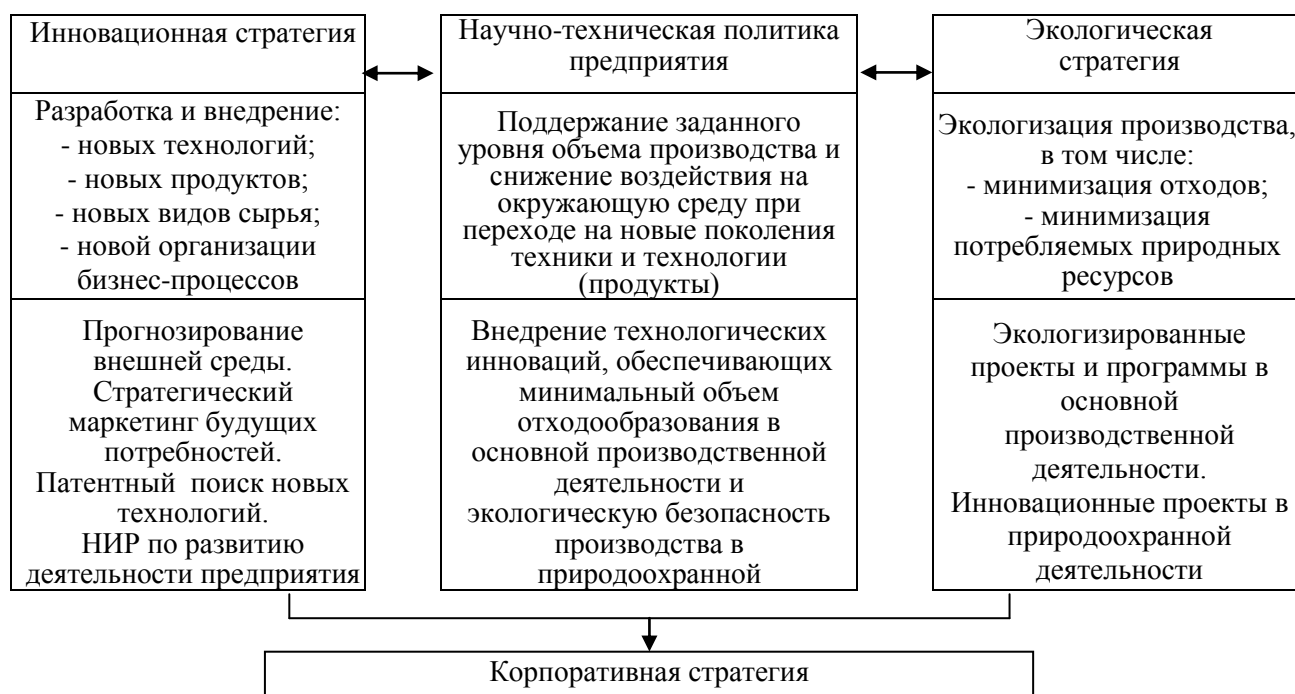 Инновационная стратегия
Разработка и внедрение:
- новых технологий;
- новых продуктов;
- новых видов сырья;
- новой организации
бизнес-процессов
Прогнозирование
внешней среды.
Стратегический
маркетинг будущих
потребностей.
Патентный поиск новых
технологий.
НИР по развитию
деятельности предприятия
Научно-техническая политика
предприятия
Поддержание заданного
уровня объема производства и
снижение воздействия на
окружающую среду при
переходе на новые поколения
техники и технологии
(продукты)
Внедрение технологических
инноваций, обеспечивающих
минимальный объем
отходообразования в
основной производственной
деятельности и
экологическую безопасность
производства в
природоохранной
Экологическая
стратегия
Экологизация производства,
в том числе:
- минимизация отходов;
- минимизация
потребляемых природных
ресурсов
Экологизированные
проекты и программы в
основной
производственной
деятельности.
Инновационные проекты в
природоохранной
деятельности
Корпоративная стратегия